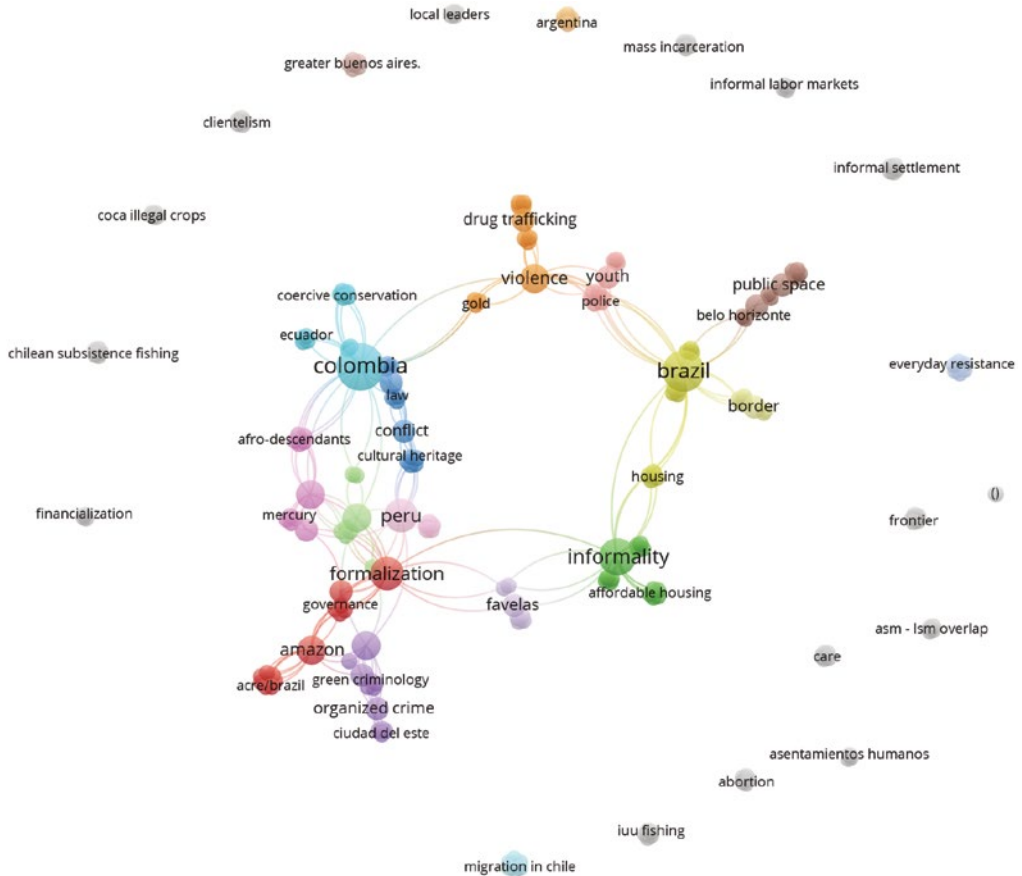 local leaders
argentina
mass incarceration
greater buenos aires.
informal labor markets
clientelism
informal settlement
coca illegal crops
drug trafficking
violence
youth
public space
coercive conservation
gold
police
belo horizonte
ecuador
chilean subsistence fishing
colombia
brazil
everyday resistance
law
border
conflict
afro-descendants
cultural heritage
housing
()
financialization
mercury
peru
frontier
informality
formalization
affordable housing
governance
favelas
asm - lsm overlap
amazon
care
acre/brazil
green criminology
organized crime
ciudad del este
asentamientos humanos
abortion
iuu fishing
migration in chile